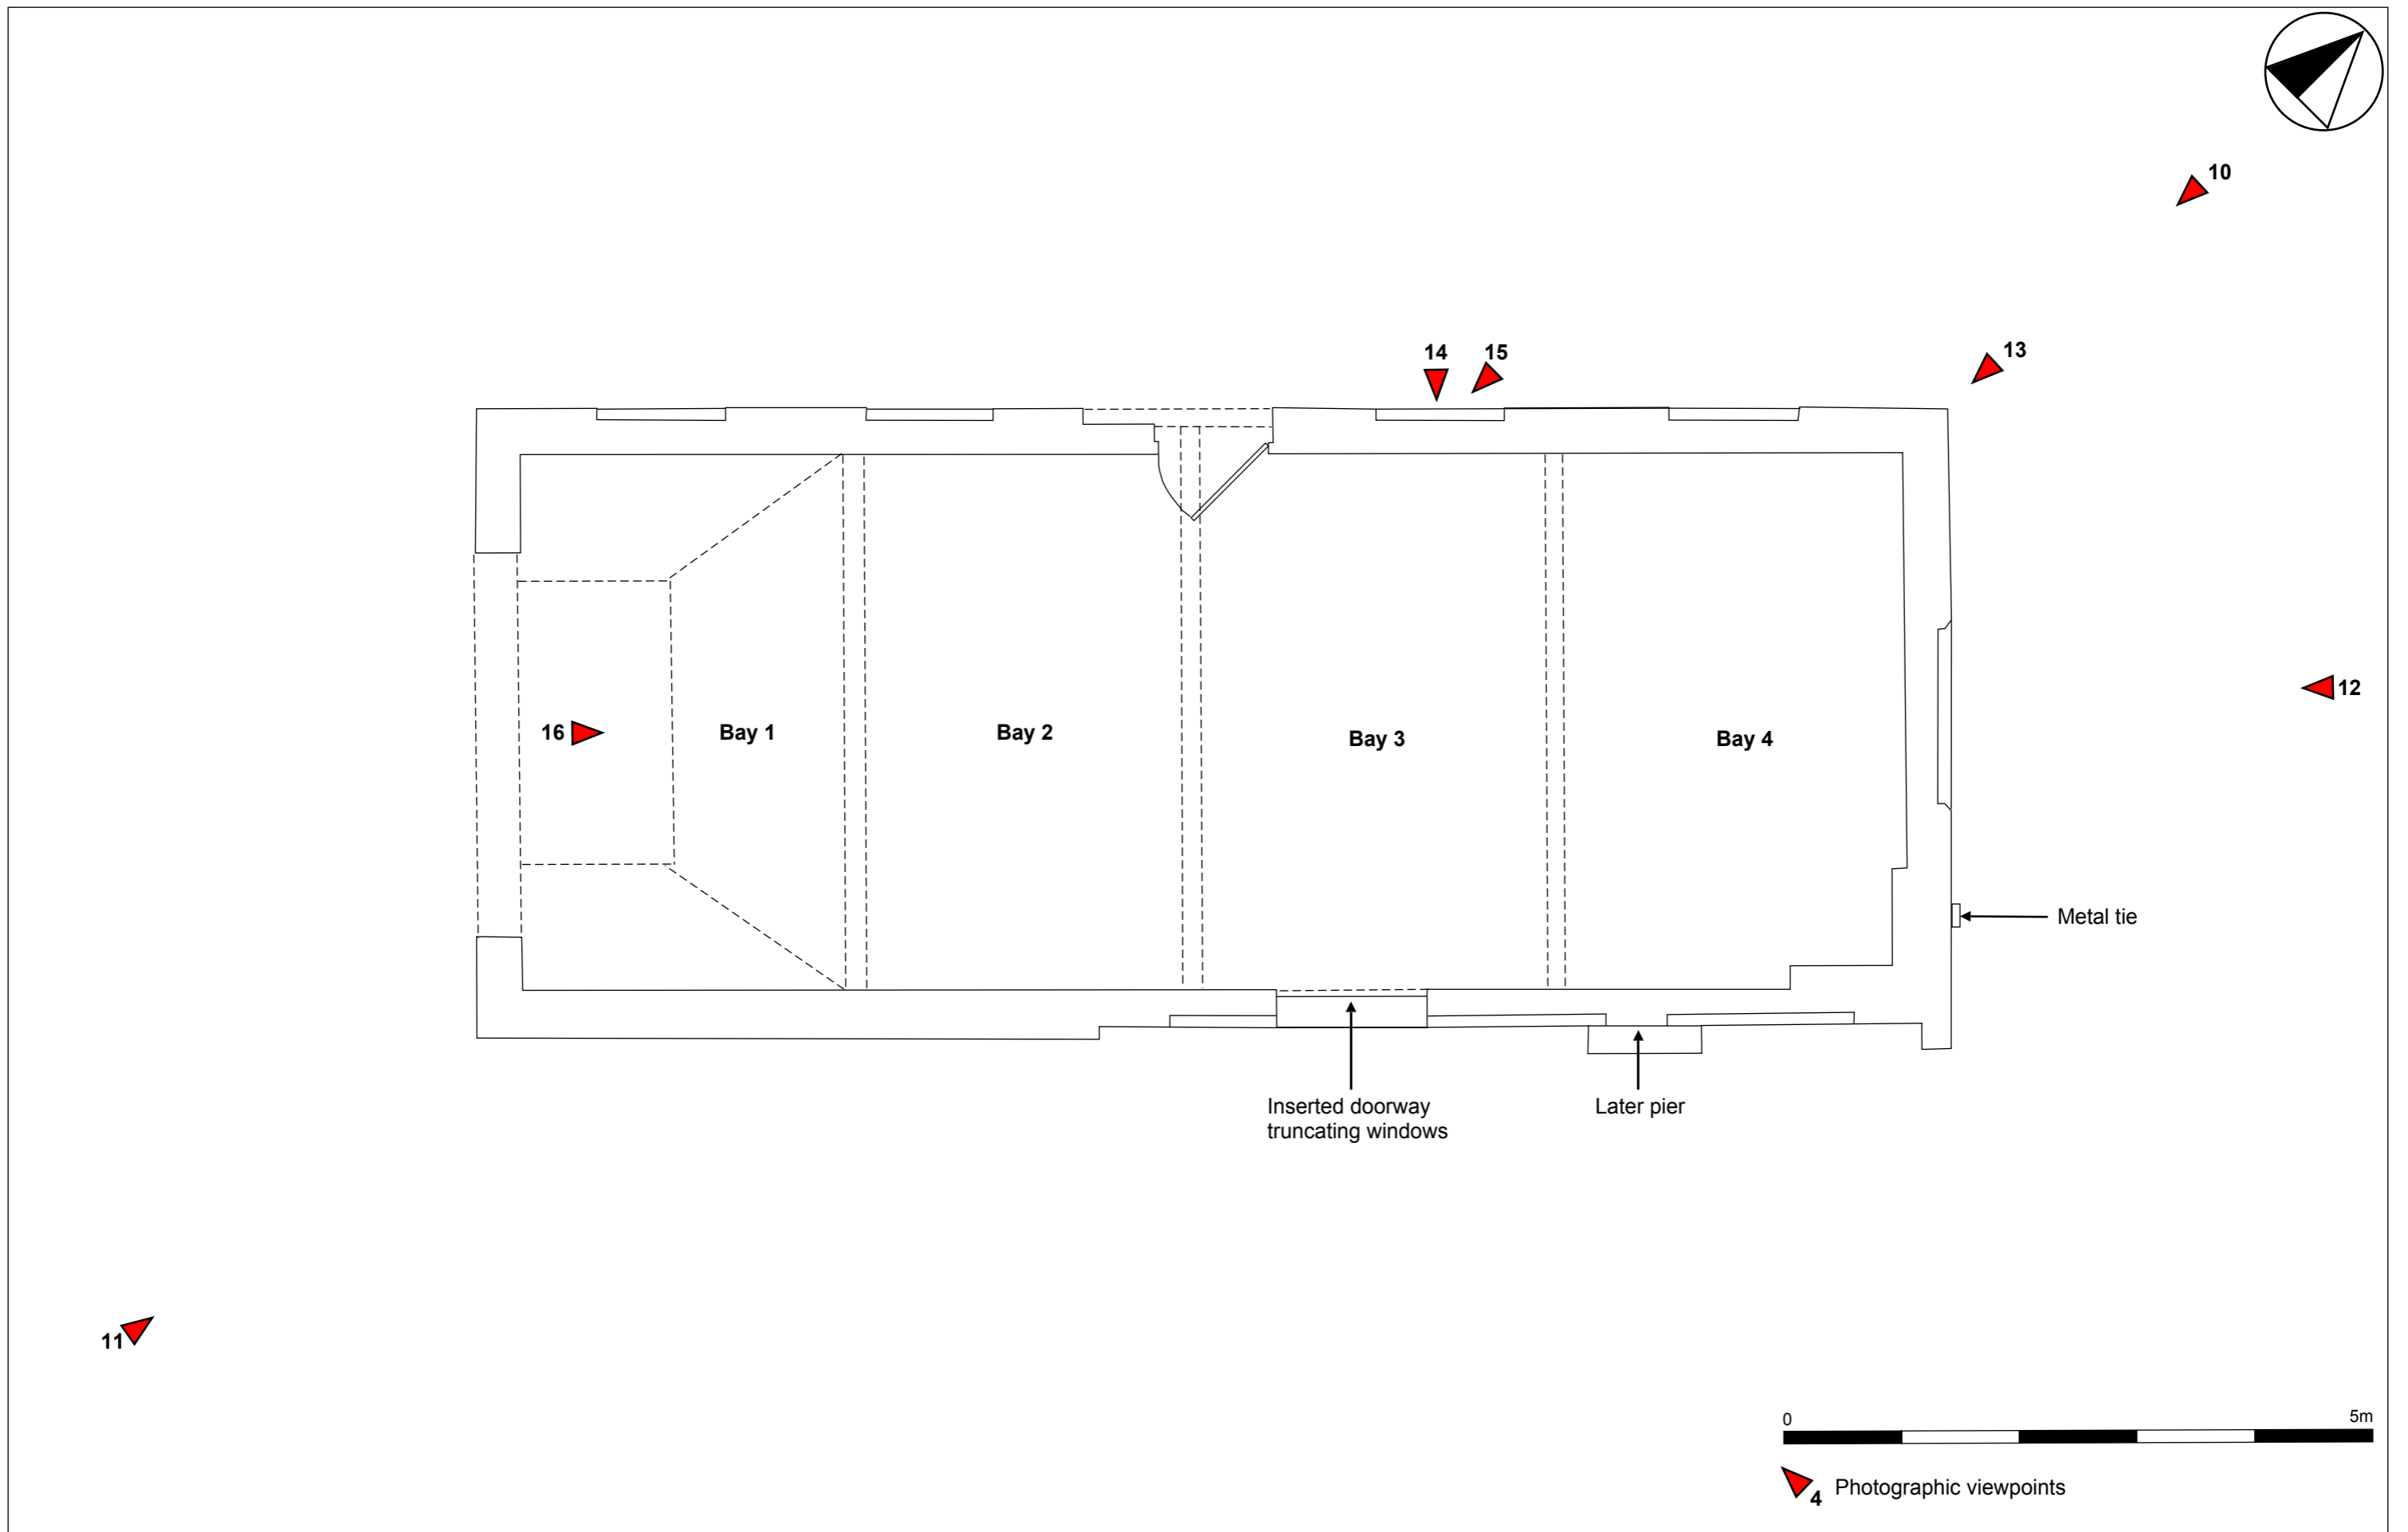 10
14
15
13
12
16
Bay 1
Bay 2
Bay 3
Bay 4
Metal tie
Inserted doorway
truncating windows
Later pier
11
0
5m
4
Photographic viewpoints